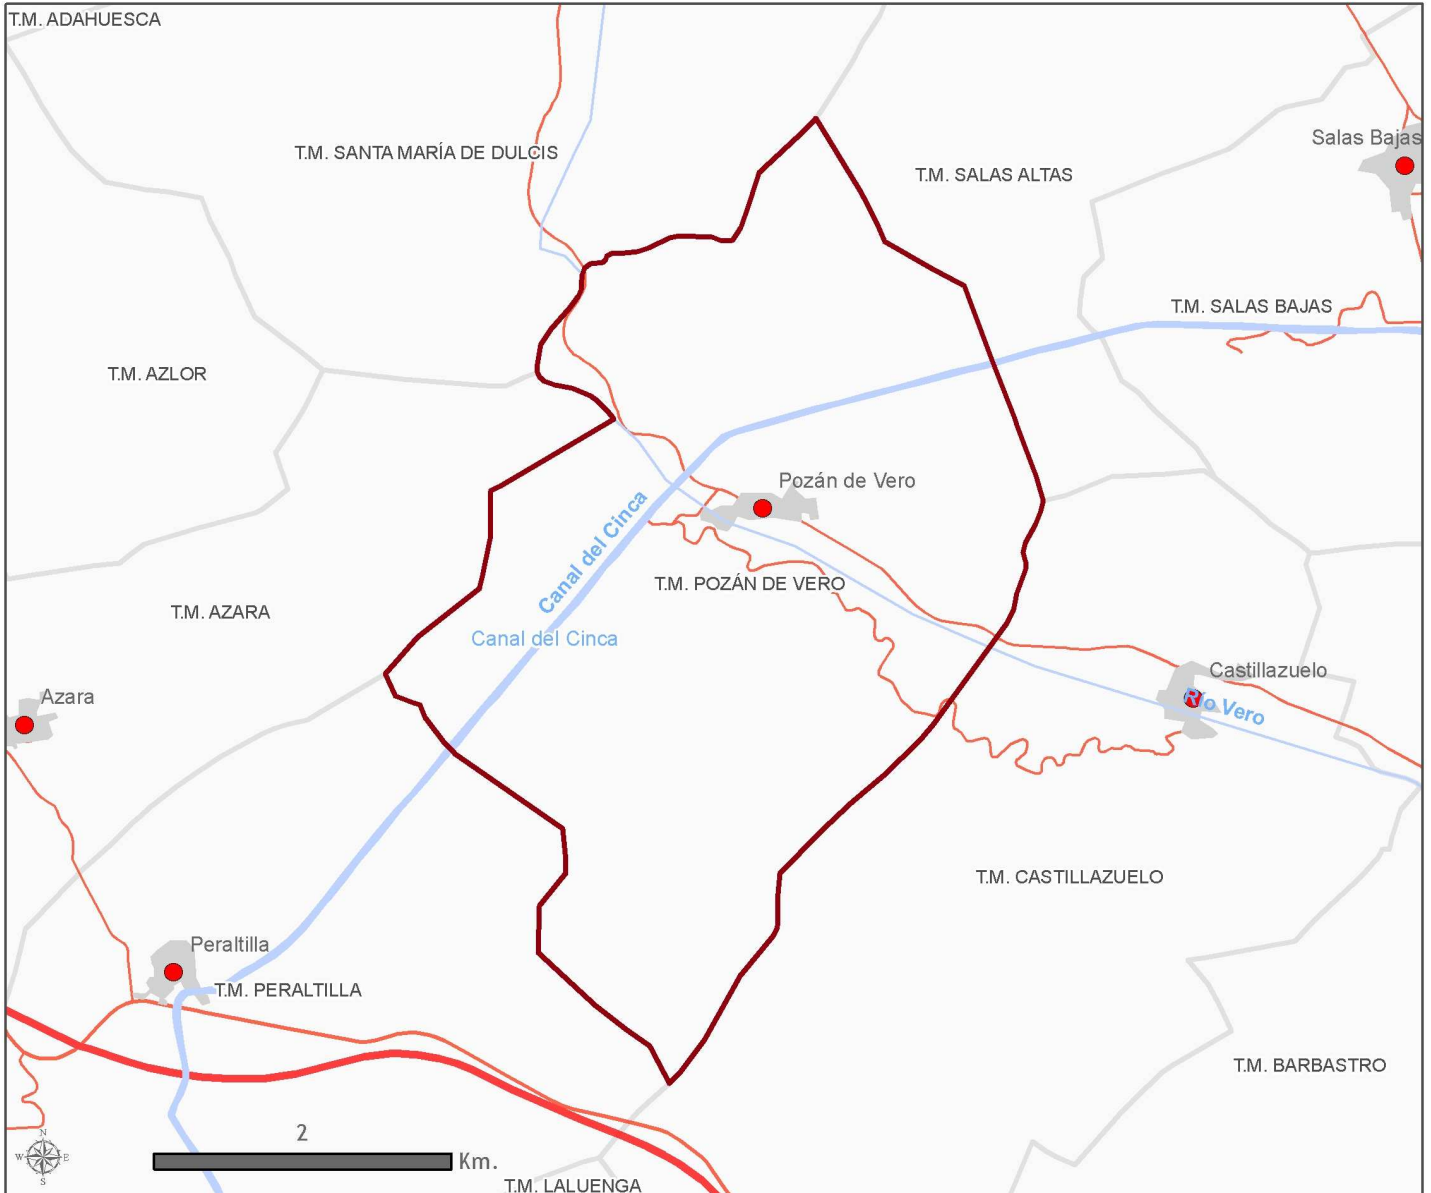 T.M. ADAHUESCA
Salas Bajas
T.M. SANTA MARÍA DE DULCIS
T.M. SALAS ALTAS
T.M. SALAS BAJAS
T.M. AZLOR
Pozán de Vero
Canal del Cinca
T.M. POZÁN DE VERO
T.M. AZARA
Canal del Cinca
Castillazuelo
Azara
Río Vero
T.M. CASTILLAZUELO
Peraltilla
T.M. PERALTILLA
T.M. BARBASTRO
N
W E
S
2
Km.
T.M. LALUENGA